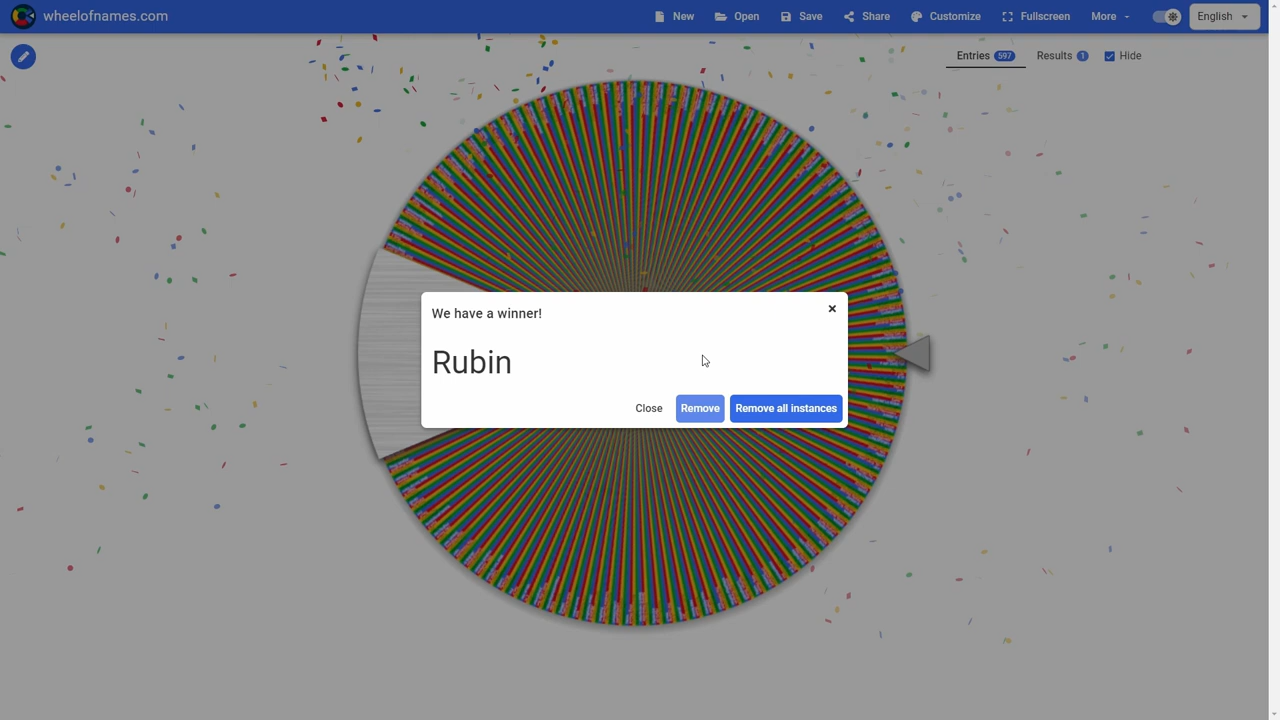 wheelofnames.com
New
Open
Save
Share
Customize
Fullscreen
More
English
Entries 597
Results 1
Hide
We have a winner!
×
Rubin
Close
Remove
Remove all instances